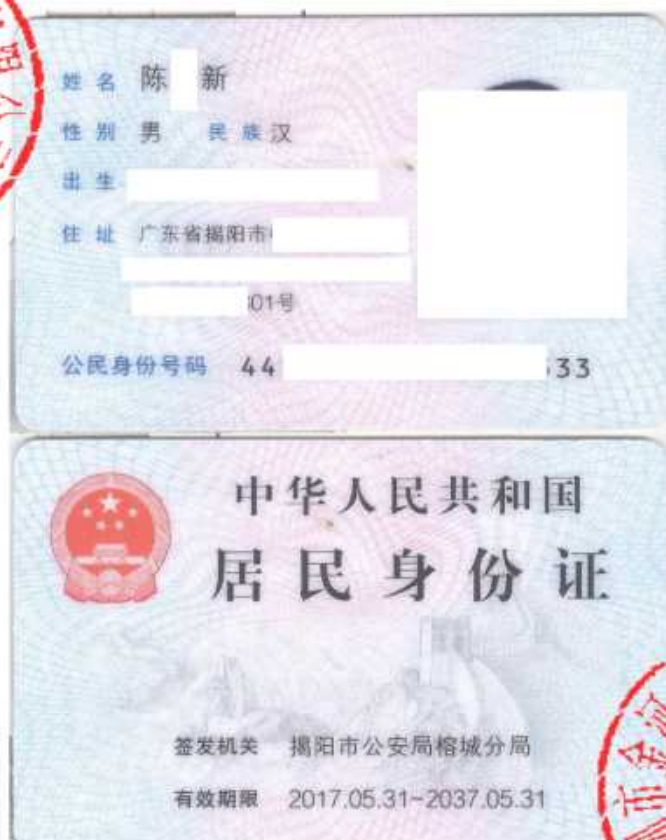 姓名 陈 新
性别 男 民族 汉
出生
住址 广东省揭阳市
01号
公民身份号码 44 33
中华人民共和国
居民身份证
签发机关 揭阳市公安局榕城分局
有效期限 2017.05.31-2037.05.31